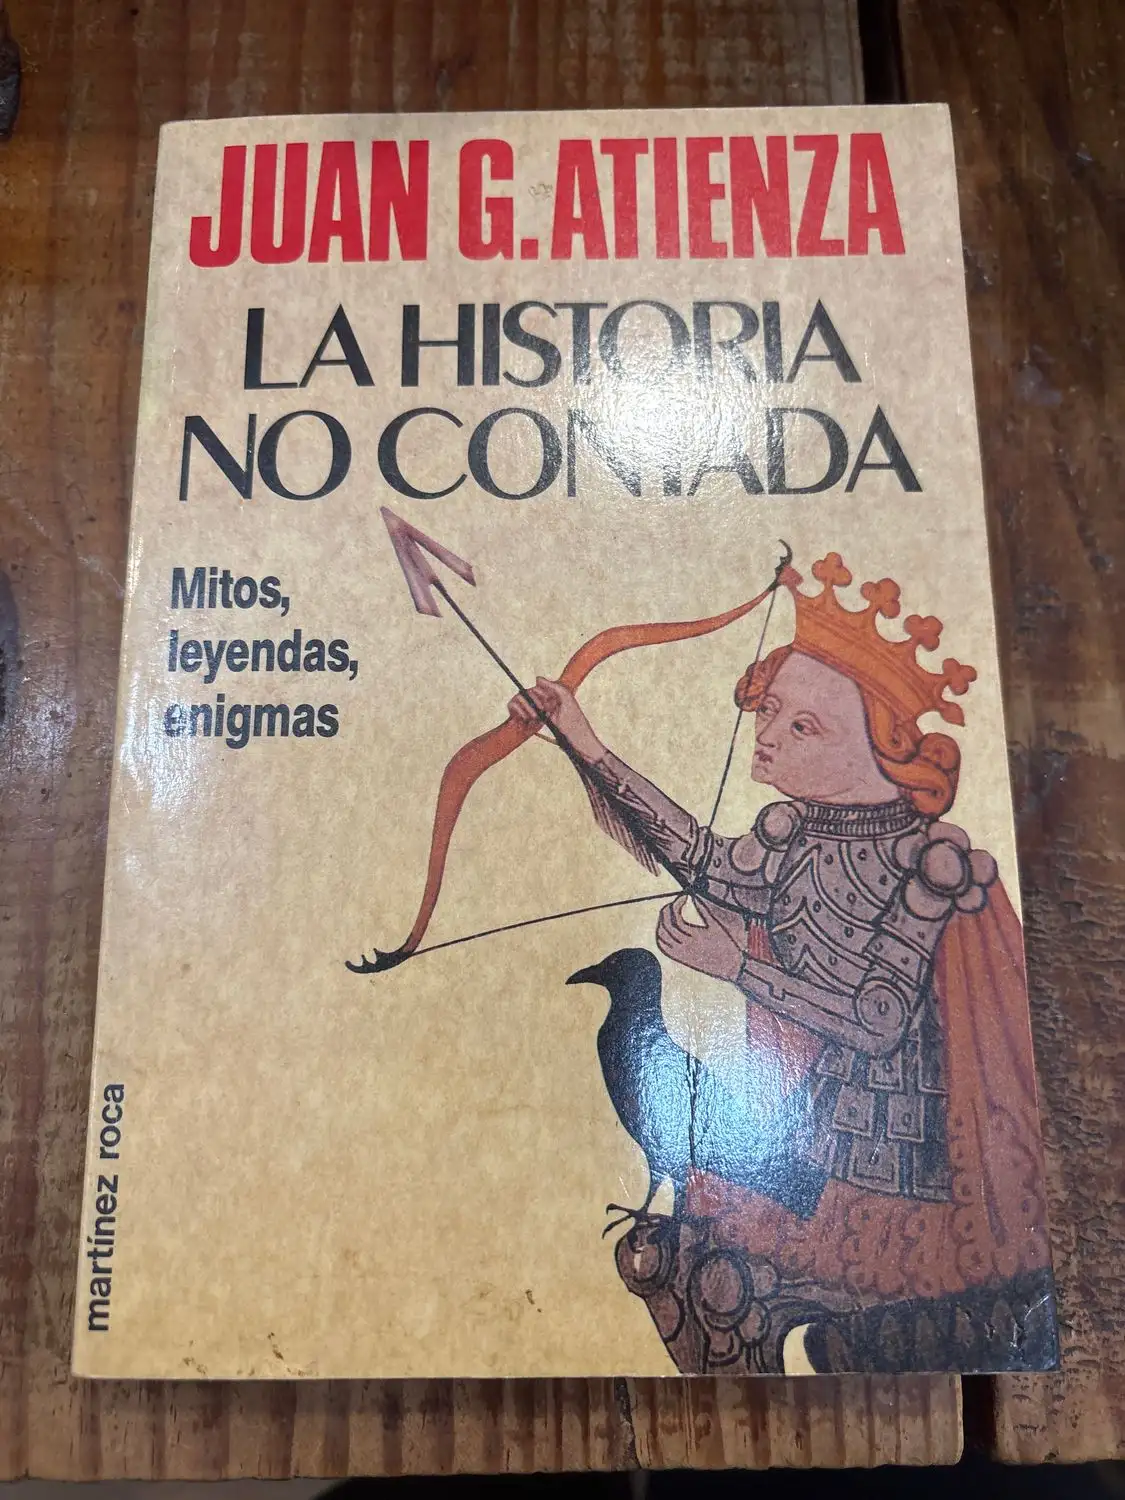 JUAN G. ATIENZA
LA HISTORIA
NO CONTADA
Mitos,
leyendas,
enigmas
martínez roca